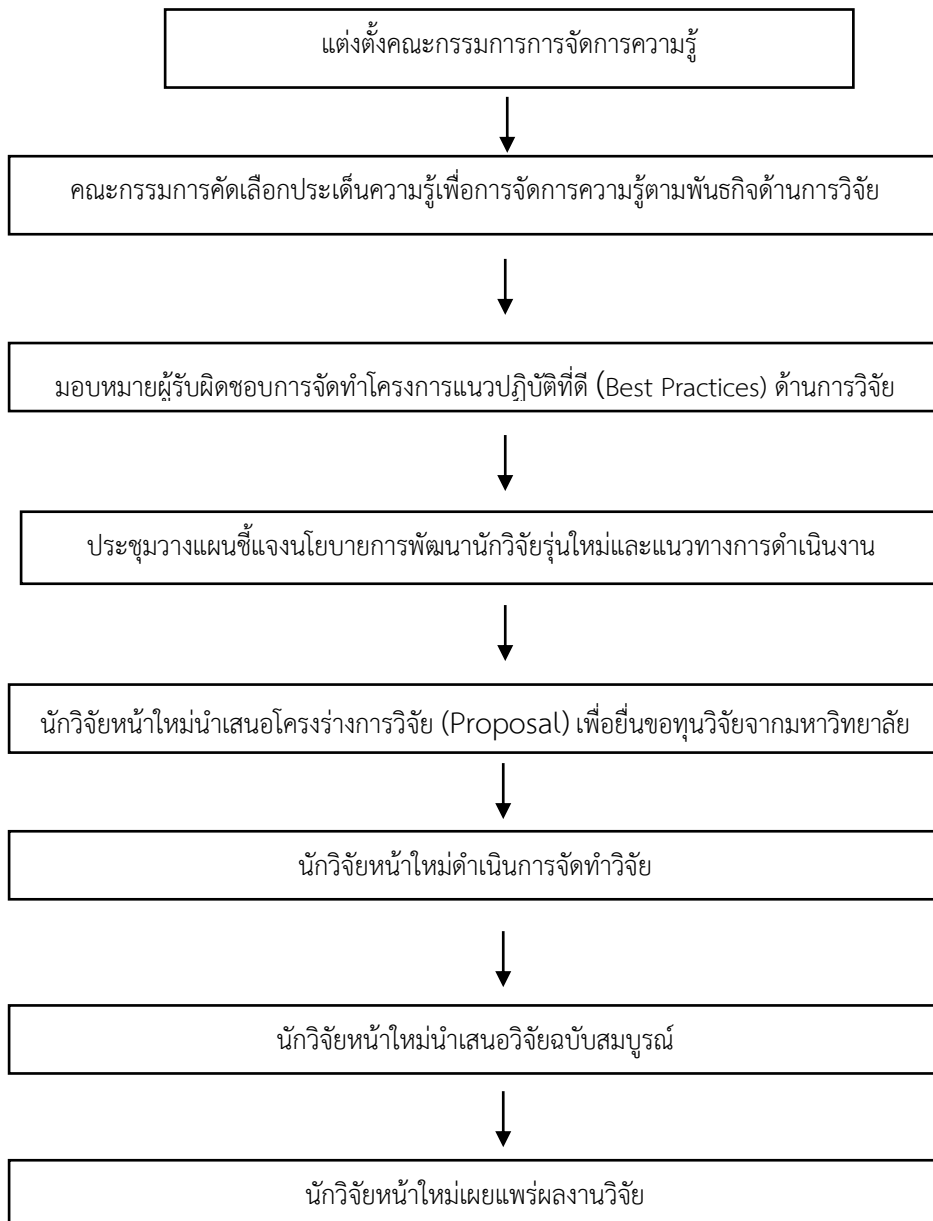 แต่งตั้งคณะกรรมการการจัดการความรู้
คณะกรรมการคัดเลือกประเด็นความรู้เพื่อการจัดการความรู้ตามพันธกิจด้านการวิจัย
มอบหมายผู้รับผิดชอบการจัดทำโครงการแนวปฏิบัติที่ดี (Best Practices) ด้านการวิจัย
ประชุมวางแผนชี้แจงนโยบายการพัฒนานักวิจัยรุ่นใหม่และแนวทางการดำเนินงาน
นักวิจัยหน้าใหม่นำเสนอโครงร่างการวิจัย (Proposal) เพื่อยื่นขอทุนวิจัยจากมหาวิทยาลัย
นักวิจัยหน้าใหม่ดำเนินการจัดทำวิจัย
นักวิจัยหน้าใหม่นำเสนอวิจัยฉบับสมบูรณ์
นักวิจัยหน้าใหม่เผยแพร่ผลงานวิจัย